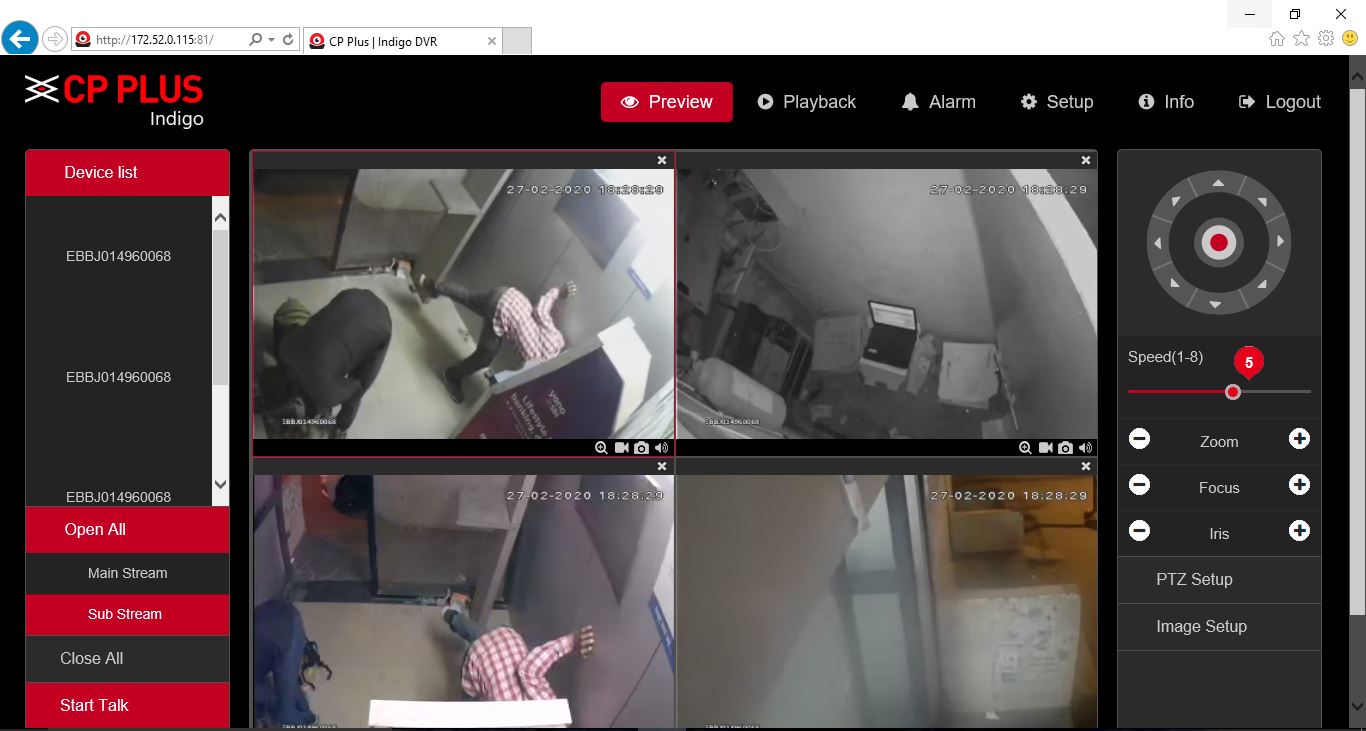 http://172.52.0.115:81/
CP Plus | Indigo DVR
CP PLUS
Indigo
Preview
Playback
Alarm
Setup
Info
Logout
Device list
EBBJ014960068
EBBJ014960068
EBBJ014960068
Open All
Main Stream
Sub Stream
Close All
Start Talk
27-02-2020 18:28:29
yono
SBI
Lifestyle
banking,
EBBJ014960068
27-02-2020 18:28:29
EBBJ014960068
27-02-2020 18:28:29
27-02-2020 18:28:29
Speed(1-8)
5
Zoom
Focus
Iris
PTZ Setup
Image Setup